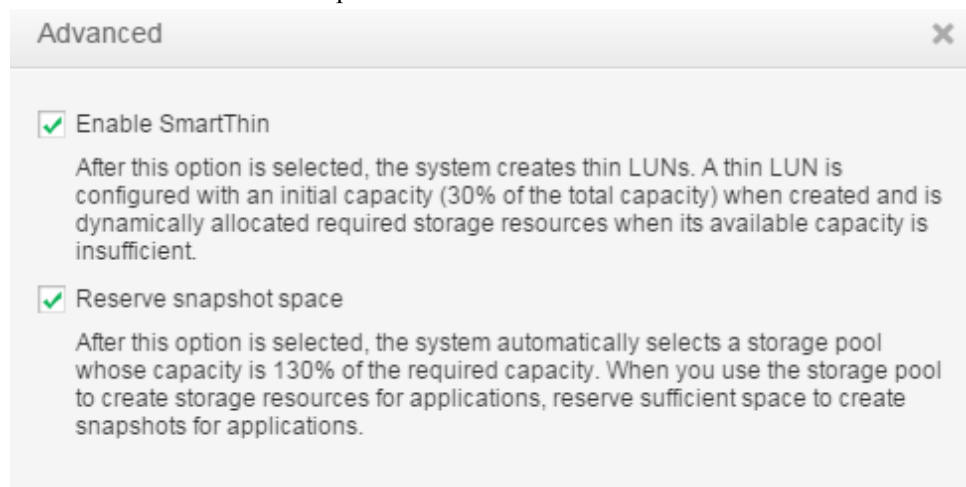 Advanced
Enable SmartThin
After this option is selected, the system creates thin LUNs. A thin LUN is
configured with an initial capacity (30% of the total capacity) when created and is
dynamically allocated required storage resources when its available capacity is
insufficient.
Reserve snapshot space
After this option is selected, the system automatically selects a storage pool
whose capacity is 130% of the required capacity. When you use the storage pool
to create storage resources for applications, reserve sufficient space to create
snapshots for applications.